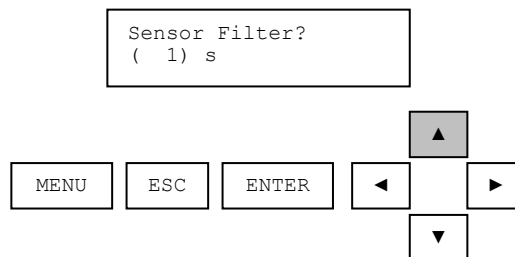 Sensor Filter?
(  1) s
▲
MENU ESC ENTER ◄ ►
▼